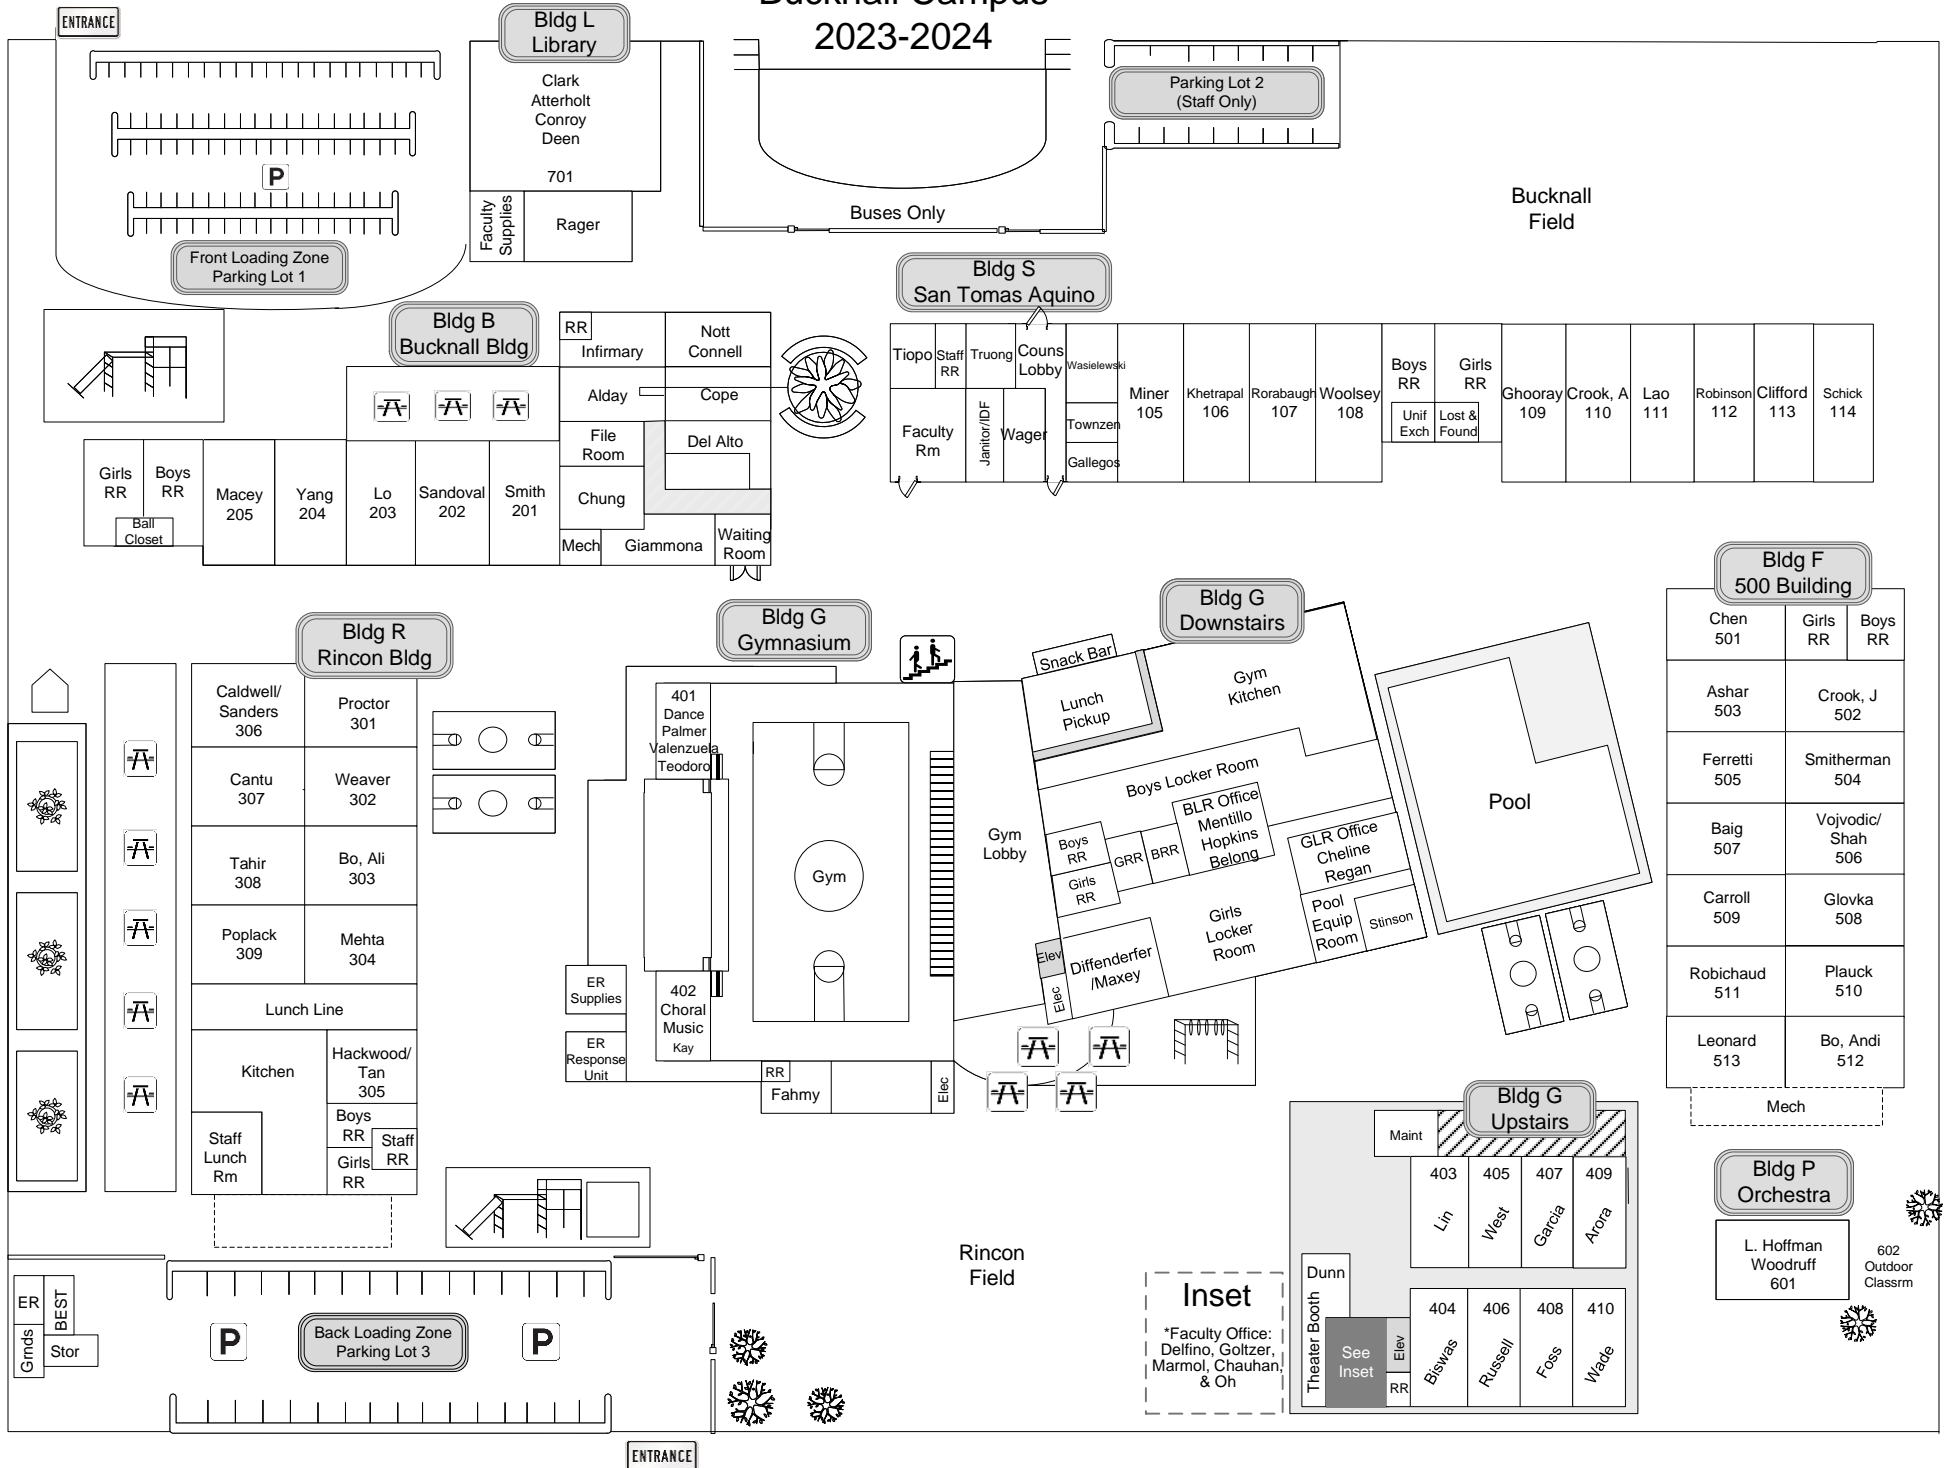 Bucknall Campus
2023-2024
ENTRANCE
Bldg L
Library
Clark
Atterholt
Conroy
Deen
701
Faculty
Supplies
Rager
P
Front Loading Zone
Parking Lot 1
Buses Only
Parking Lot 2
(Staff Only)
Bucknall
Field
Bldg B
Bucknall Bldg
RR
Infirmary
Nott
Connell
Alday
Cope
File
Room
Del Alto
Chung
Mech
Giammona
Waiting
Room
Girls
RR
Boys
RR
Ball
Closet
Macey
205
Yang
204
Lo
203
Sandoval
202
Smith
201
Bldg S
San Tomas Aquino
Tiopo
Staff
RR
Truong
Couns
Lobby
Wasielewski
Faculty
Rm
Janitor/IDF
Wager
Townzen
Gallegos
Miner
105
Khetrapal
106
Rorabaugh
107
Woolsey
108
Boys
RR
Girls
RR
Unif
Exch
Lost &
Found
Ghooray
109
Crook, A
110
Lao
111
Robinson
112
Clifford
113
Schick
114
Bldg R
Rincon Bldg
Caldwell/
Sanders
306
Proctor
301
Cantu
307
Weaver
302
Tahir
308
Bo, Ali
303
Poplack
309
Mehta
304
Lunch Line
Kitchen
Hackwood/
Tan
305
Boys
RR
Staff
RR
Girls
RR
Staff
Lunch
Rm
Bldg G
Gymnasium
401
Dance
Palmer
Valenzuela
Teodoro
Gym
ER
Supplies
ER
Response
Unit
402
Choral
Music
Kay
RR
Fahmy
Elec
Gym
Lobby
Bldg G
Downstairs
Snack Bar
Lunch
Pickup
Gym
Kitchen
Boys Locker Room
Boys
RR
Girls
RR
GRR
BRR
BLR Office
Mentillo
Hopkins
Belong
GLR Office
Cheline
Regan
Pool
Equip
Room
Stinson
Girls
Locker
Room
Elev
Elec
Diffenderfer
/Maxey
Pool
Bldg F
500 Building
Chen
501
Girls
RR
Boys
RR
Ashar
503
Crook, J
502
Ferretti
505
Smitherman
504
Baig
507
Vojvodic/
Shah
506
Carroll
509
Glovka
508
Robichaud
511
Plauck
510
Leonard
513
Bo, Andi
512
Mech
Bldg G
Upstairs
Maint
403
Lin
405
West
407
Garcia
409
Arora
Dunn
Theater Booth
See
Inset
Elev
RR
404
Biswas
406
Russell
408
Foss
410
Wade
Bldg P
Orchestra
L. Hoffman
Woodruff
601
602
Outdoor
Classrm
Rincon
Field
Inset
*Faculty Office:
Delfino, Goltzer,
Marmol, Chauhan,
& Oh
ER
BEST
Grnds
Stor
P
Back Loading Zone
Parking Lot 3
P
ENTRANCE